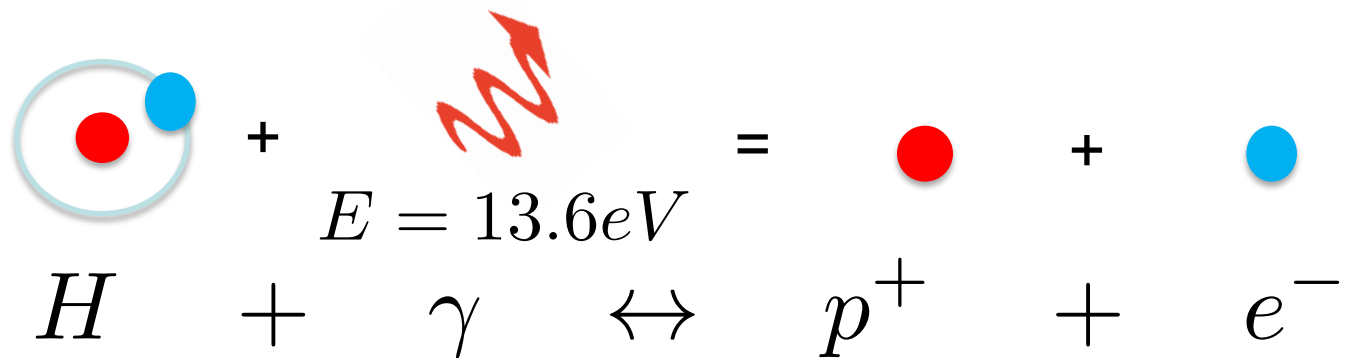 + = +
E = 13.6eV
H + γ ↔ p⁺ + e⁻